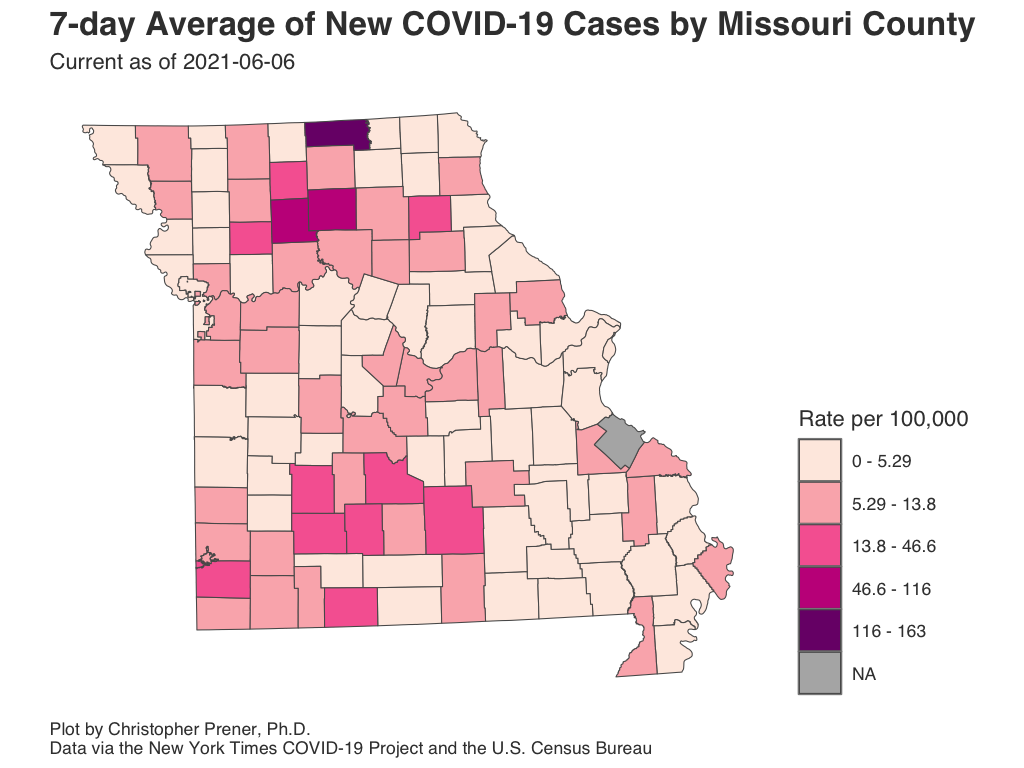 7-day Average of New COVID-19 Cases by Missouri County
Current as of 2021-06-06
Rate per 100,000
0 - 5.29
5.29 - 13.8
13.8 - 46.6
46.6 - 116
116 - 163
NA
Plot by Christopher Prener, Ph.D.
Data via the New York Times COVID-19 Project and the U.S. Census Bureau